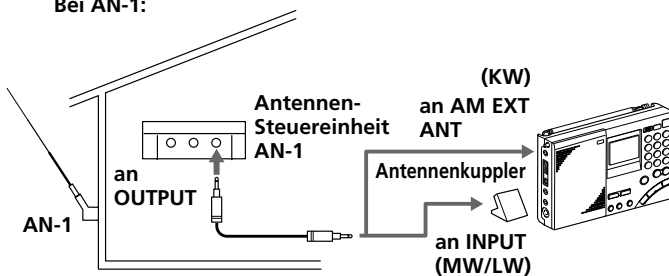 Bei AN-1:
(KW)
an AM EXT
ANT
Antennen-
Steuereinheit
AN-1
Antennenkuppler
an
OUTPUT
AN-1
an INPUT
(MW/LW)